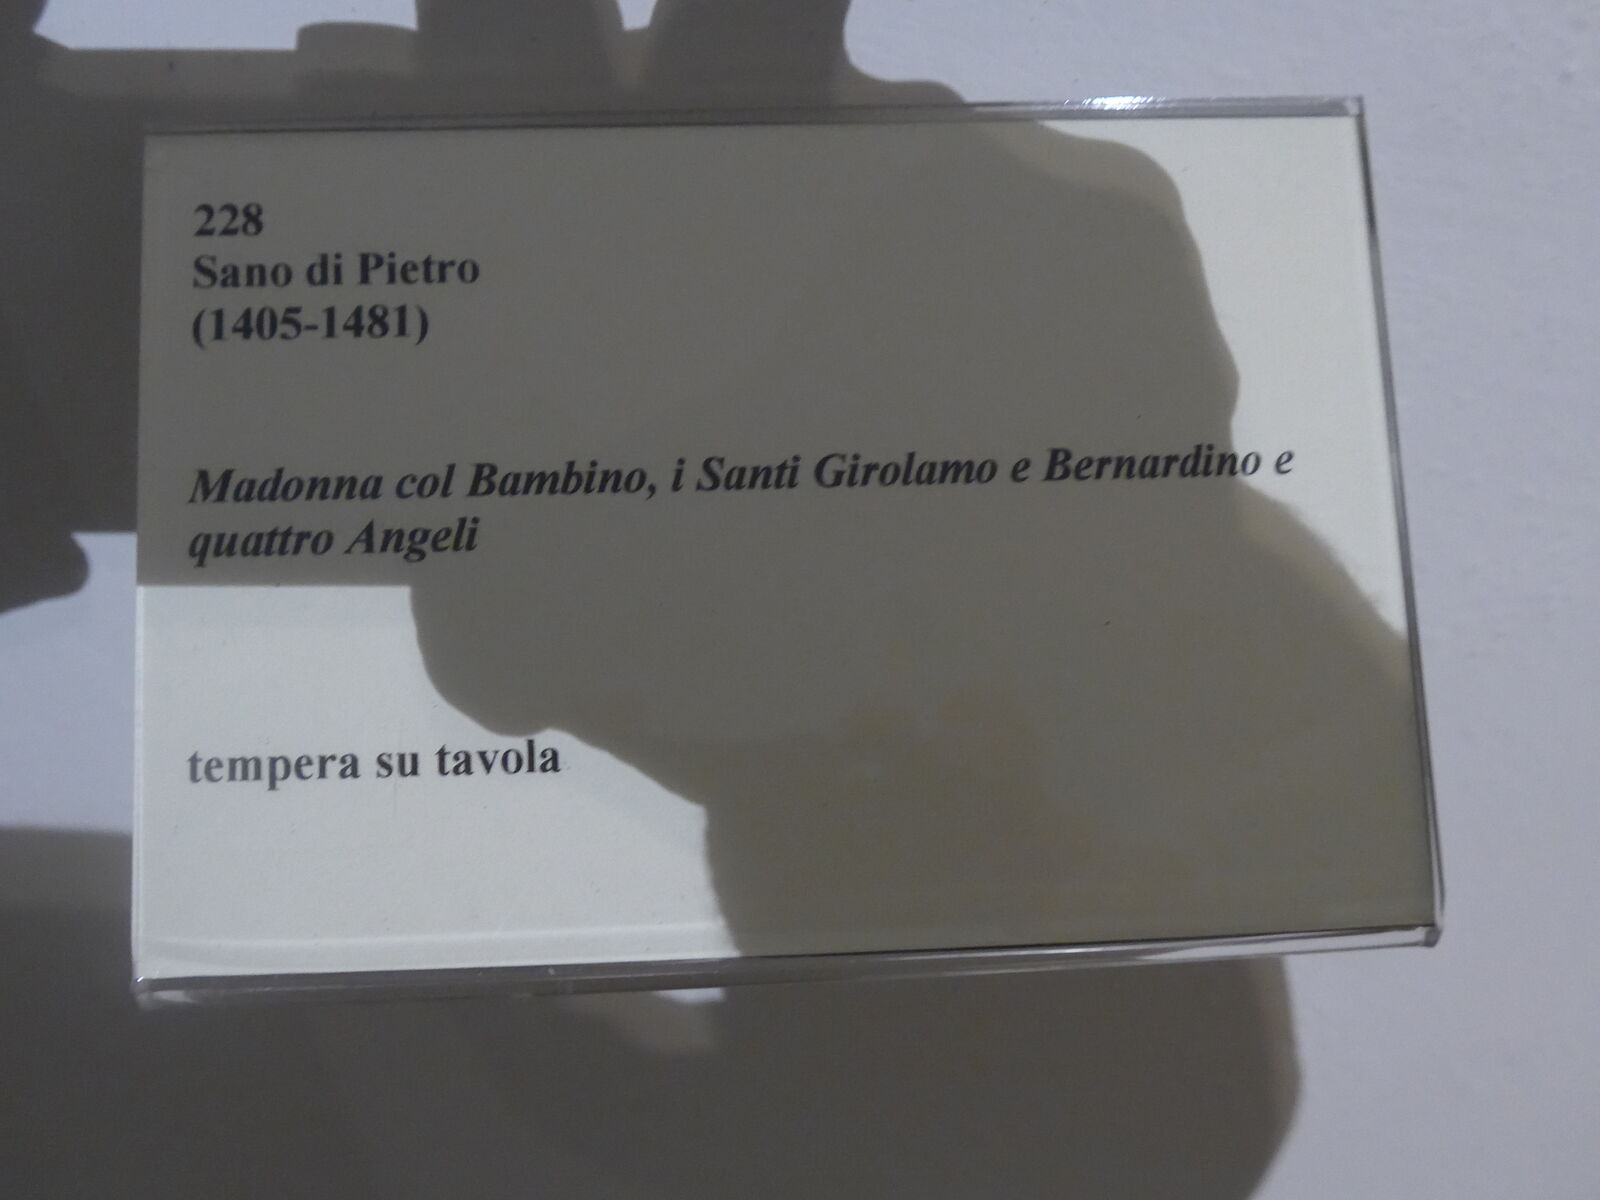 228
Sano di Pietro
(1405-1481)
Madonna col Bambino, i Santi Girolamo e Bernardino e
quattro Angeli
tempera su tavola